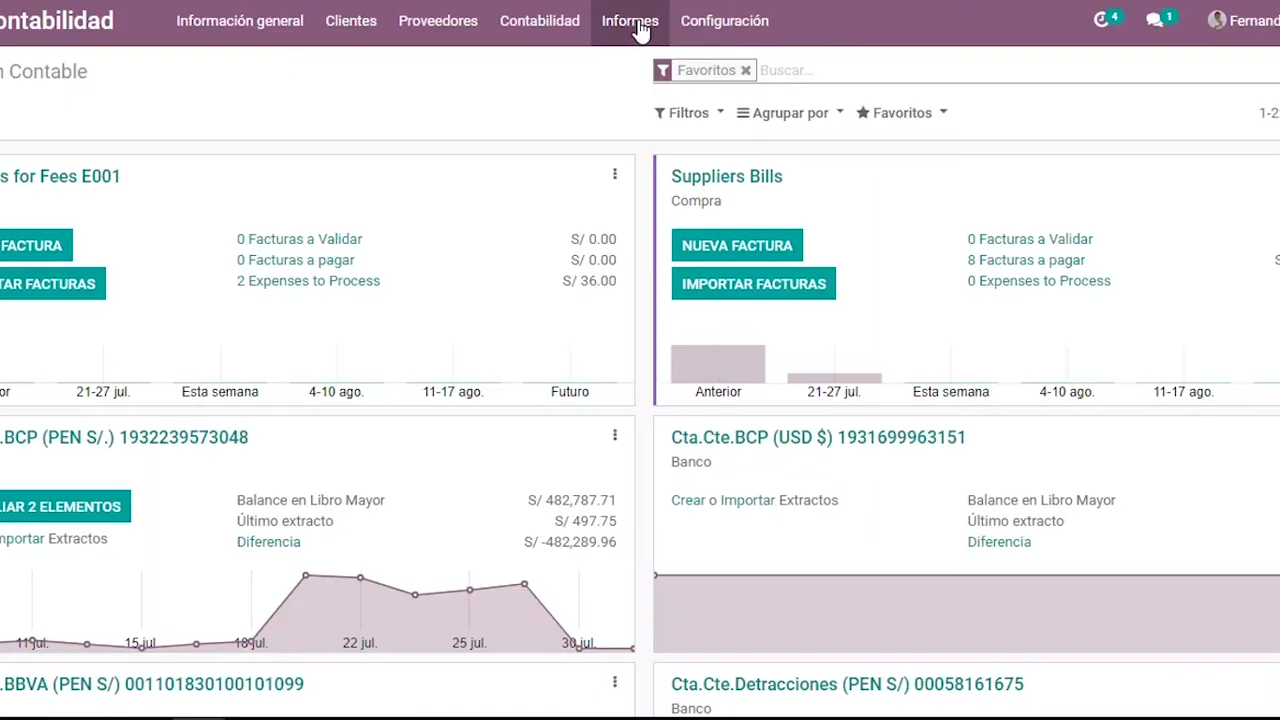 ontabilidad Información general Clientes Proveedores Contabilidad Informes Configuración 4 1 Fernand
n Contable
Favoritos Buscar...
Filtros Agrupar por Favoritos 1-2
s for Fees E001
FACTURA
TAR FACTURAS
0 Facturas a Validar S/ 0.00
0 Facturas a pagar S/ 0.00
2 Expenses to Process S/ 36.00
or 21-27 jul. Esta semana 4-10 ago. 11-17 ago. Futuro
Suppliers Bills
Compra
NUEVA FACTURA
IMPORTAR FACTURAS
0 Facturas a Validar
8 Facturas a pagar S
0 Expenses to Process
Anterior 21-27 jul. Esta semana 4-10 ago. 11-17 ago.
.BCP (PEN S/.) 1932239573048
IAR 2 ELEMENTOS
mportar Extractos
Balance en Libro Mayor S/ 482,787.71
Último extracto S/ 497.75
Diferencia S/ -482,289.96
11 jul. 15 jul. 18 jul. 22 jul. 25 jul. 30 jul.
Cta.Cte.BCP (USD $) 1931699963151
Banco
Crear o Importar Extractos
Balance en Libro Mayor
Último extracto
Diferencia
.BBVA (PEN S/) 001101830100101099
Cta.Cte.Detracciones (PEN S/) 00058161675
Banco